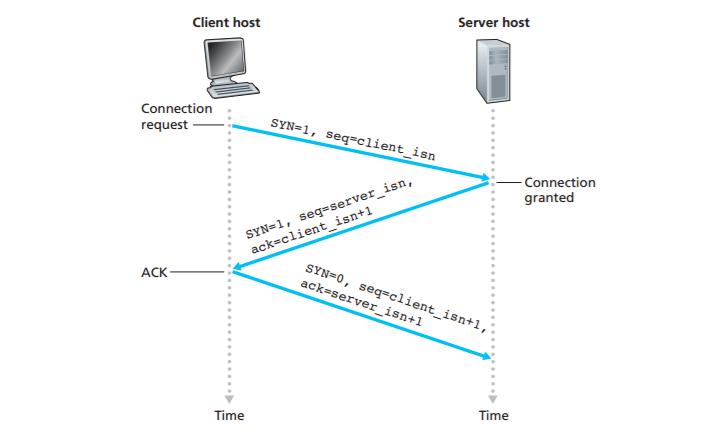 Client host
Server host
Connection
request
SYN=1, seq=client_isn
Connection
granted
SYN=1, seq=server_isn,
ack=client_isn+1
ACK
SYN=0, seq=client_isn+1,
ack=server_isn+1
Time
Time